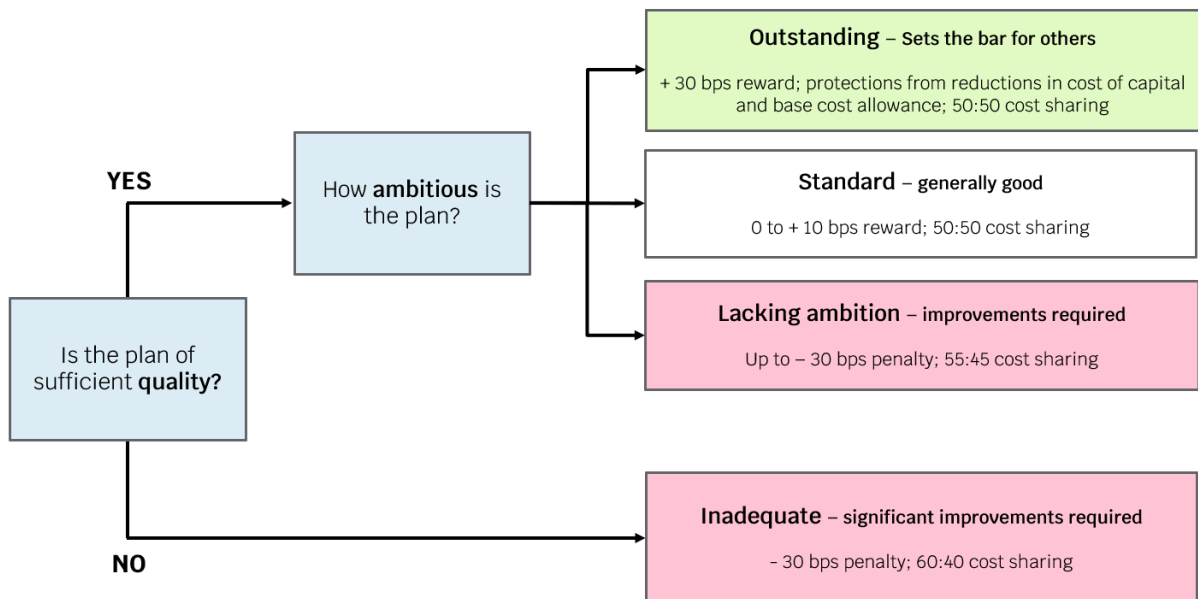 Outstanding – Sets the bar for others
+ 30 bps reward; protections from reductions in cost of capital
and base cost allowance; 50:50 cost sharing
YES
How ambitious is
the plan?
Standard – generally good
0 to + 10 bps reward; 50:50 cost sharing
Lacking ambition – improvements required
Up to – 30 bps penalty; 55:45 cost sharing
Is the plan of
sufficient quality?
Inadequate – significant improvements required
- 30 bps penalty; 60:40 cost sharing
NO